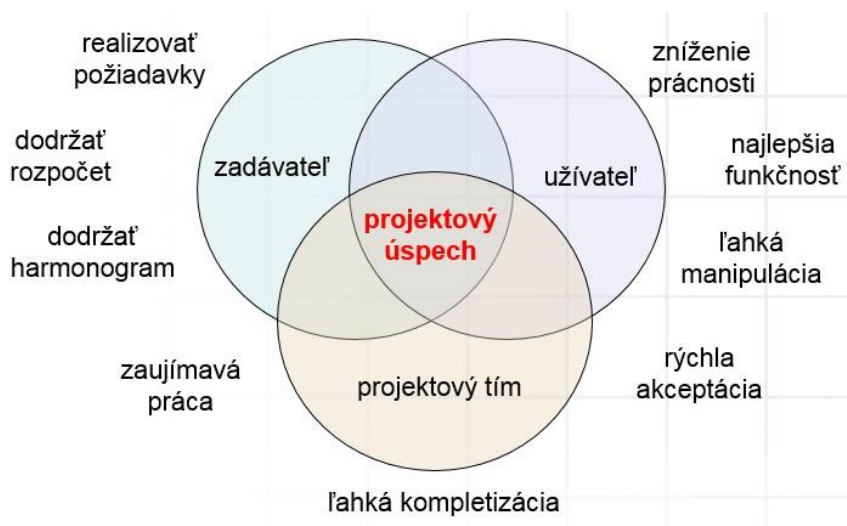 realizovať
požiadavky
zníženie
prácnosti
dodržať
rozpočet
zadávateľ
užívateľ
najlepšia
funkčnosť
projektový
úspech
dodržať
harmonogram
ľahká
manipulácia
zaujímavá
práca
projektový tím
rýchla
akceptácia
ľahká kompletizácia